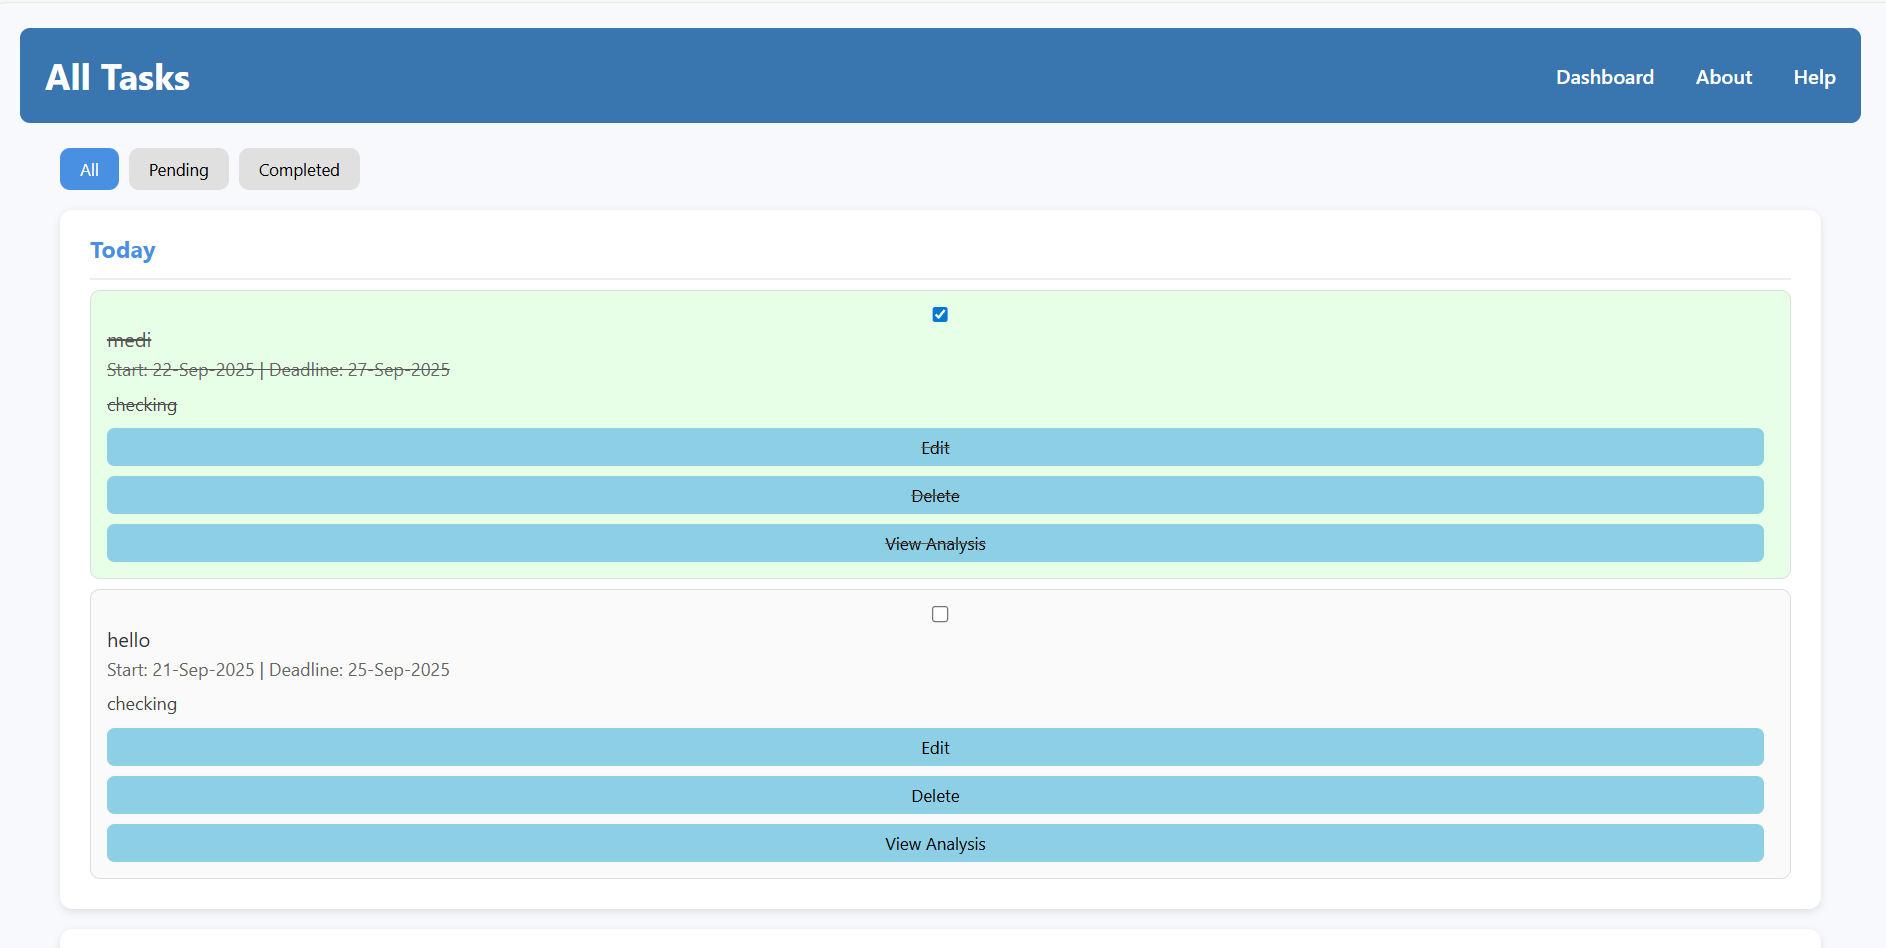 All Tasks
Dashboard About Help
All Pending Completed
Today
medi
Start: 22-Sep-2025 | Deadline: 27-Sep-2025
checking
Edit
Delete
View Analysis
hello
Start: 21-Sep-2025 | Deadline: 25-Sep-2025
checking
Edit
Delete
View Analysis